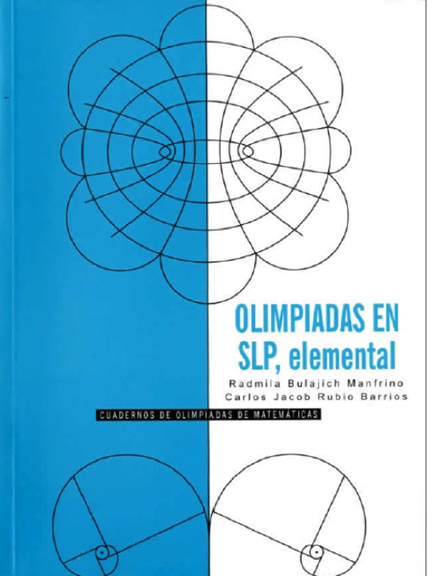 OLIMPIADAS EN
SLP, elemental
Radmila Bulajich Manfrino
Carlos Jacob Rubio Barrios
CUADERNOS DE OLIMPIADAS DE MATEMÁTICAS